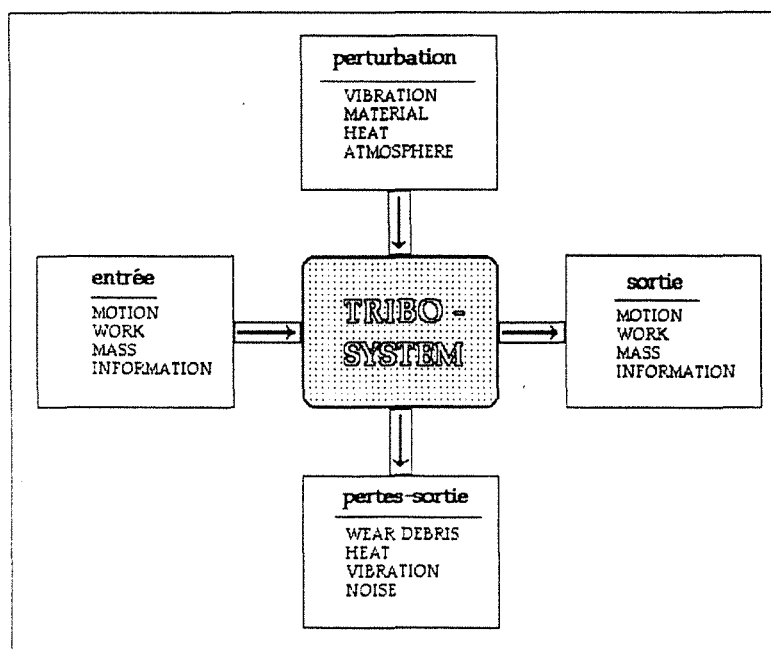 perturbation
VIBRATION
MATERIAL
HEAT
ATMOSPHERE
entrée
MOTION
WORK
MASS
INFORMATION
TRIBO -
SYSTEM
sortie
MOTION
WORK
MASS
INFORMATION
pertes-sortie
WEAR DEBRIS
HEAT
VIBRATION
NOISE